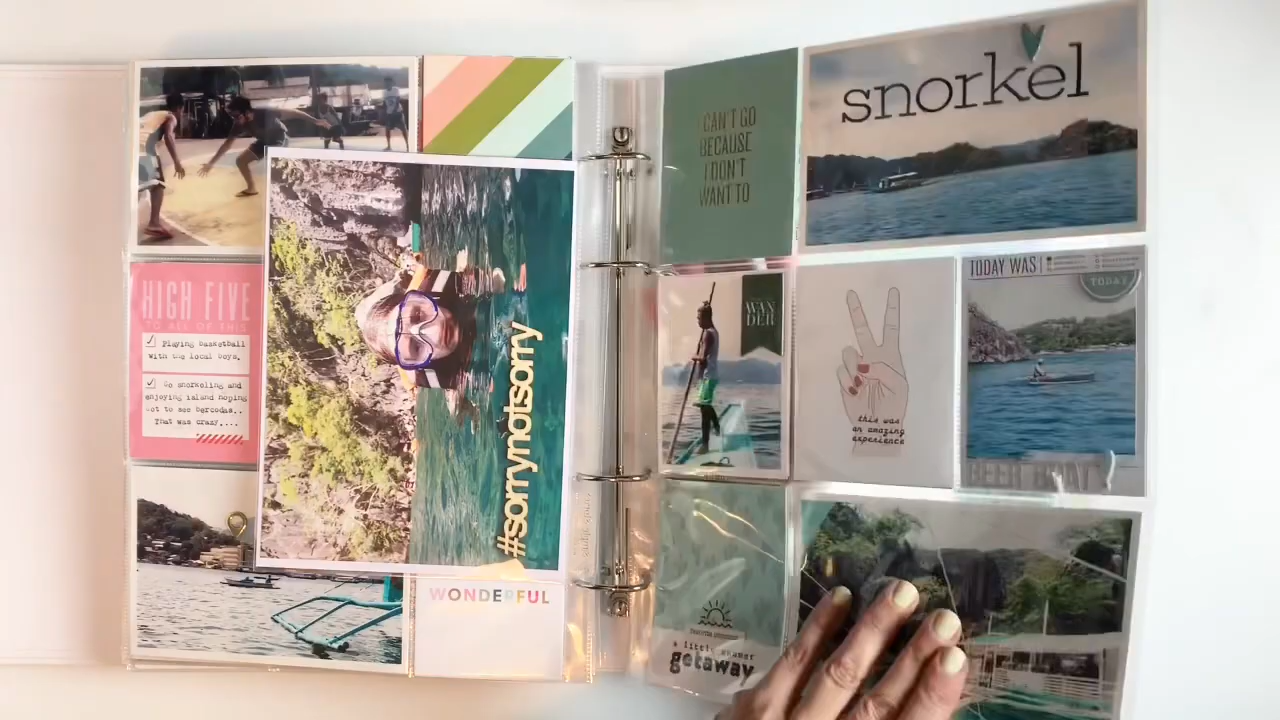 HIGH FIVE
TO ALL OF THIS
Playing basketball
with the local boys.
Go snorkeling and
enjoying island hoping
not to see barcodas..
That was crazy....
#sorrynotsorry
WONDERFUL
CAN'T GO
BECAUSE
I DON'T
WANT TO
snorkel
WAN
DER
this was
an amazing
experience
TODAY WAS
TODAY
a little summer
getaway